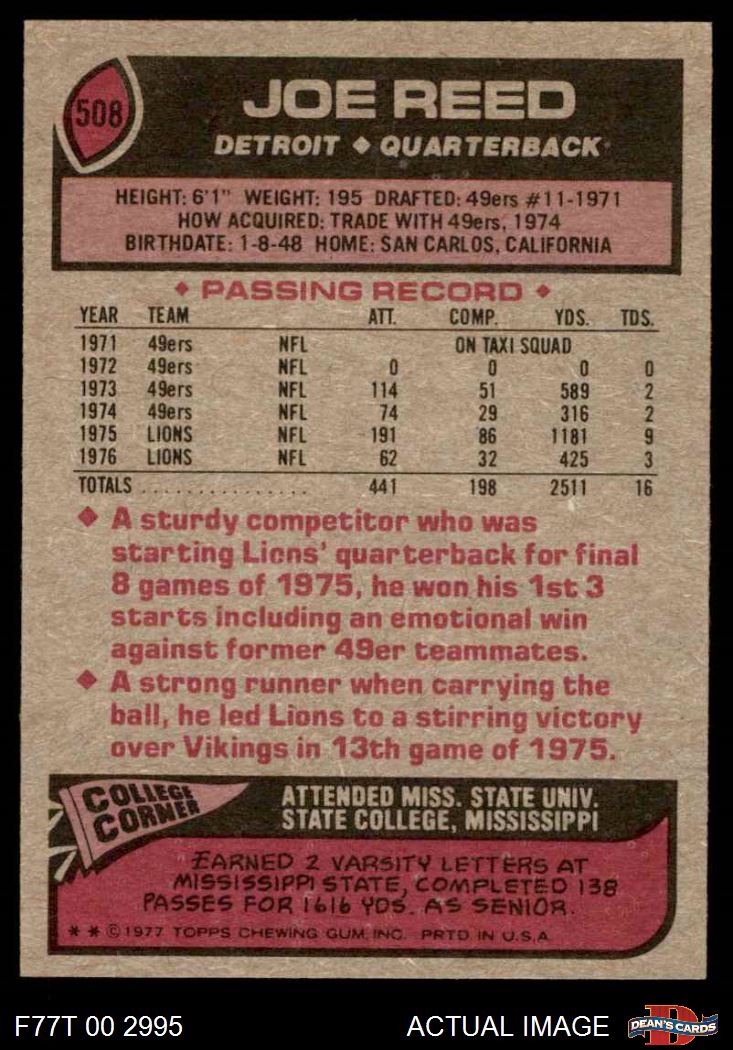 508
JOE REED
DETROIT ◆ QUARTERBACK
HEIGHT: 6'1" WEIGHT: 195 DRAFTED: 49ers #11-1971
HOW ACQUIRED: TRADE WITH 49ers, 1974
BIRTHDATE: 1-8-48 HOME: SAN CARLOS, CALIFORNIA
◆ PASSING RECORD ◆
YEAR TEAM ATT. COMP. YDS. TDS.
1971 49ers NFL ON TAXI SQUAD
1972 49ers NFL 0 0 0 0
1973 49ers NFL 114 51 589 2
1974 49ers NFL 74 29 316 2
1975 LIONS NFL 191 86 1181 9
1976 LIONS NFL 62 32 425 3
TOTALS ................ 441 198 2511 16
◆ A sturdy competitor who was
starting Lions' quarterback for final
8 games of 1975, he won his 1st 3
starts including an emotional win
against former 49er teammates.
◆ A strong runner when carrying the
ball, he led Lions to a stirring victory
over Vikings in 13th game of 1975.
COLLEGE
CORNER
ATTENDED MISS. STATE UNIV.
STATE COLLEGE, MISSISSIPPI
EARNED 2 VARSITY LETTERS AT
MISSISSIPPI STATE, COMPLETED 138
PASSES FOR 1616 YDS. AS SENIOR.
* * © 1977 TOPPS CHEWING GUM, INC. PRTD IN U.S.A.
F77T 00 2995
ACTUAL IMAGE
D
DEAN'S CARDS